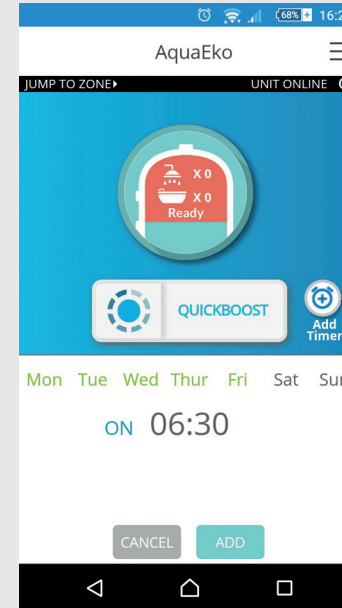 68% 16:2
AquaEko
JUMP TO ZONE UNIT ONLINE
X 0
X 0
Ready
QUICKBOOST
Add
Timer
Mon Tue Wed Thur Fri Sat Sun
ON 06:30
CANCEL ADD